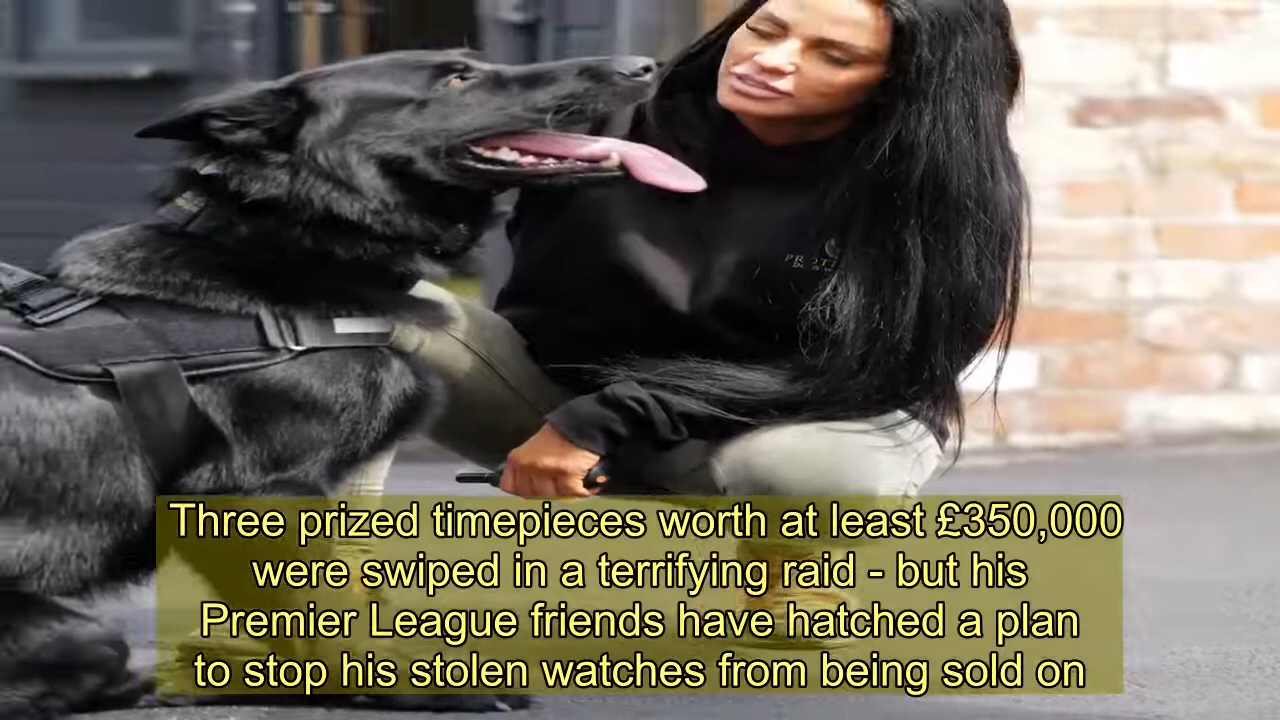 Three prized timepieces worth at least £350,000
were swiped in a terrifying raid - but his
Premier League friends have hatched a plan
to stop his stolen watches from being sold on